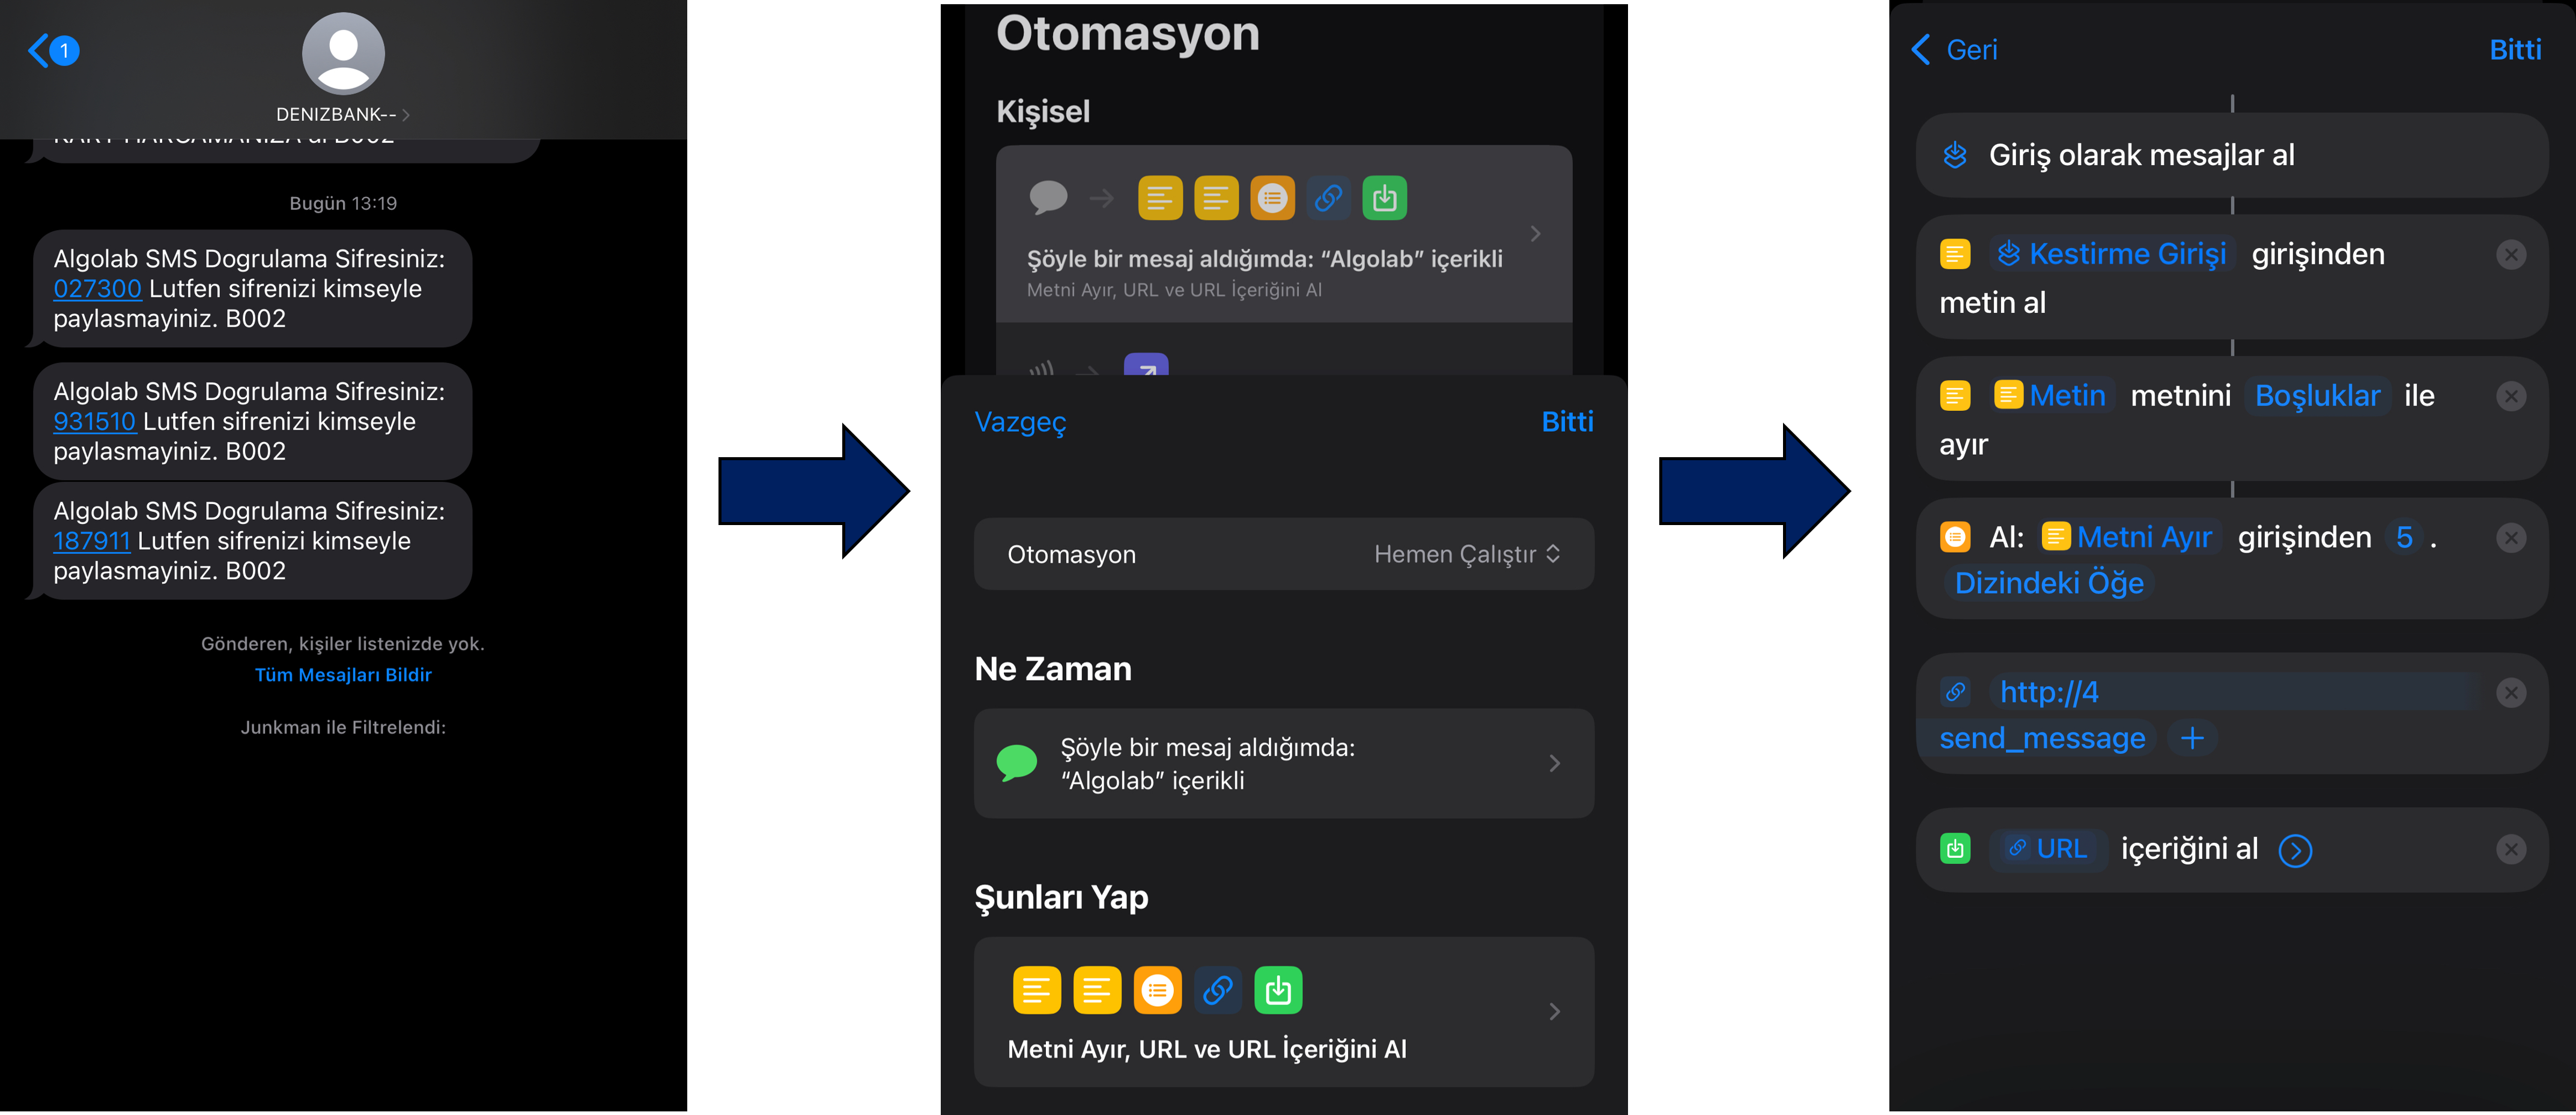 1
DENIZBANK--
KART HARCAMANIZA ai B002
Bugün 13:19
Algolab SMS Dogrulama Sifresiniz:
027300 Lutfen sifrenizi kimseyle
paylasmayiniz. B002
Algolab SMS Dogrulama Sifresiniz:
931510 Lutfen sifrenizi kimseyle
paylasmayiniz. B002
Algolab SMS Dogrulama Sifresiniz:
187911 Lutfen sifrenizi kimseyle
paylasmayiniz. B002
Gönderen, kişiler listenizde yok.
Tüm Mesajları Bildir
Junkman ile Filtrelendi:
Otomasyon
Kişisel
Şöyle bir mesaj aldığımda: “Algolab” içerikli
Metni Ayır, URL ve URL İçeriğini Al
Vazgeç
Bitti
Otomasyon
Hemen Çalıştır
Ne Zaman
Şöyle bir mesaj aldığımda:
“Algolab” içerikli
Şunları Yap
Metni Ayır, URL ve URL İçeriğini Al
Geri
Bitti
Giriş olarak mesajlar al
Kestirme Girişi girişinden
metin al
Metin metnini Boşluklar ile
ayır
Al: Metni Ayır girişinden 5 .
Dizindeki Öğe
http://4
send_message
URL içeriğini al